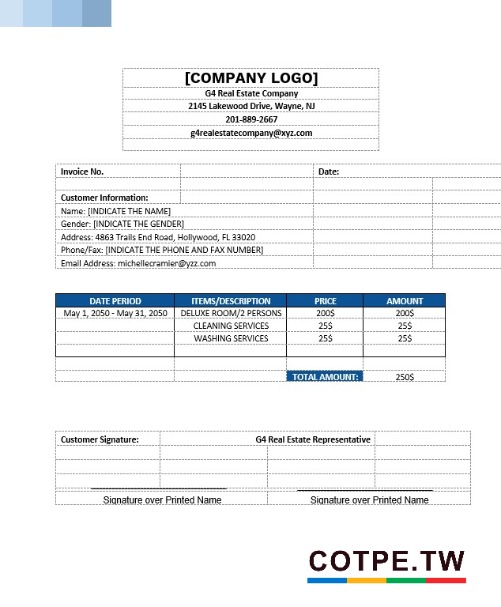 [COMPANY LOGO]
G4 Real Estate Company
2145 Lakewood Drive, Wayne, NJ
201-889-2667
g4realestatecompany@xyz.com
Invoice No. Date:
Customer Information:
Name: [INDICATE THE NAME]
Gender: [INDICATE THE GENDER]
Address: 4863 Trails End Road, Hollywood, FL 33020
Phone/Fax: [INDICATE THE PHONE AND FAX NUMBER]
Email Address: michellecramier@yzz.com
DATE PERIOD ITEMS/DESCRIPTION PRICE AMOUNT
May 1, 2050 - May 31, 2050 DELUXE ROOM/2 PERSONS 200$ 200$
CLEANING SERVICES 25$ 25$
WASHING SERVICES 25$ 25$
TOTAL AMOUNT: 250$
Customer Signature: G4 Real Estate Representative
Signature over Printed Name Signature over Printed Name
COTPE.TW